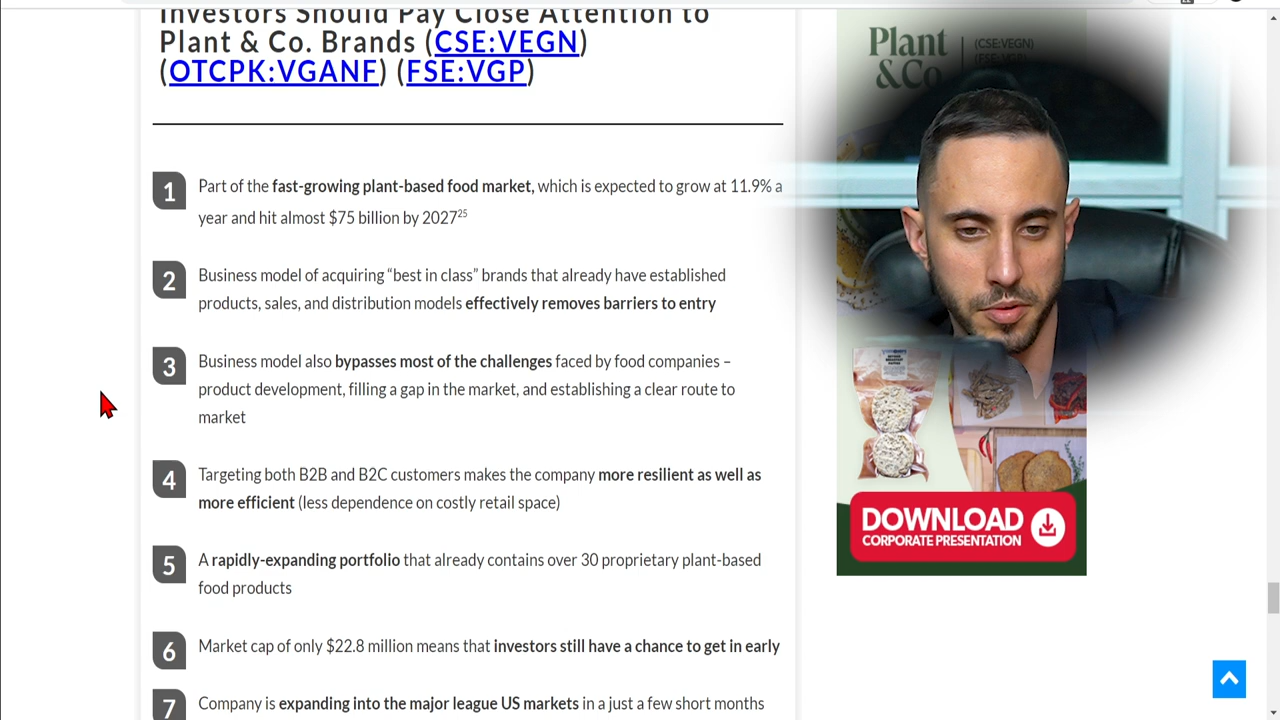 Investors Should Pay Close Attention to
Plant & Co. Brands (CSE:VEGN)
(OTCPK:VGANF) (FSE:VGP)
1 Part of the fast-growing plant-based food market, which is expected to grow at 11.9% a
year and hit almost $75 billion by 2027²⁵
2 Business model of acquiring “best in class” brands that already have established
products, sales, and distribution models effectively removes barriers to entry
3 Business model also bypasses most of the challenges faced by food companies –
product development, filling a gap in the market, and establishing a clear route to
market
4 Targeting both B2B and B2C customers makes the company more resilient as well as
more efficient (less dependence on costly retail space)
5 A rapidly-expanding portfolio that already contains over 30 proprietary plant-based
food products
6 Market cap of only $22.8 million means that investors still have a chance to get in early
7 Company is expanding into the major league US markets in a just a few short months
Plant
&Co
(CSE:VEGN)
DOWNLOAD
CORPORATE PRESENTATION